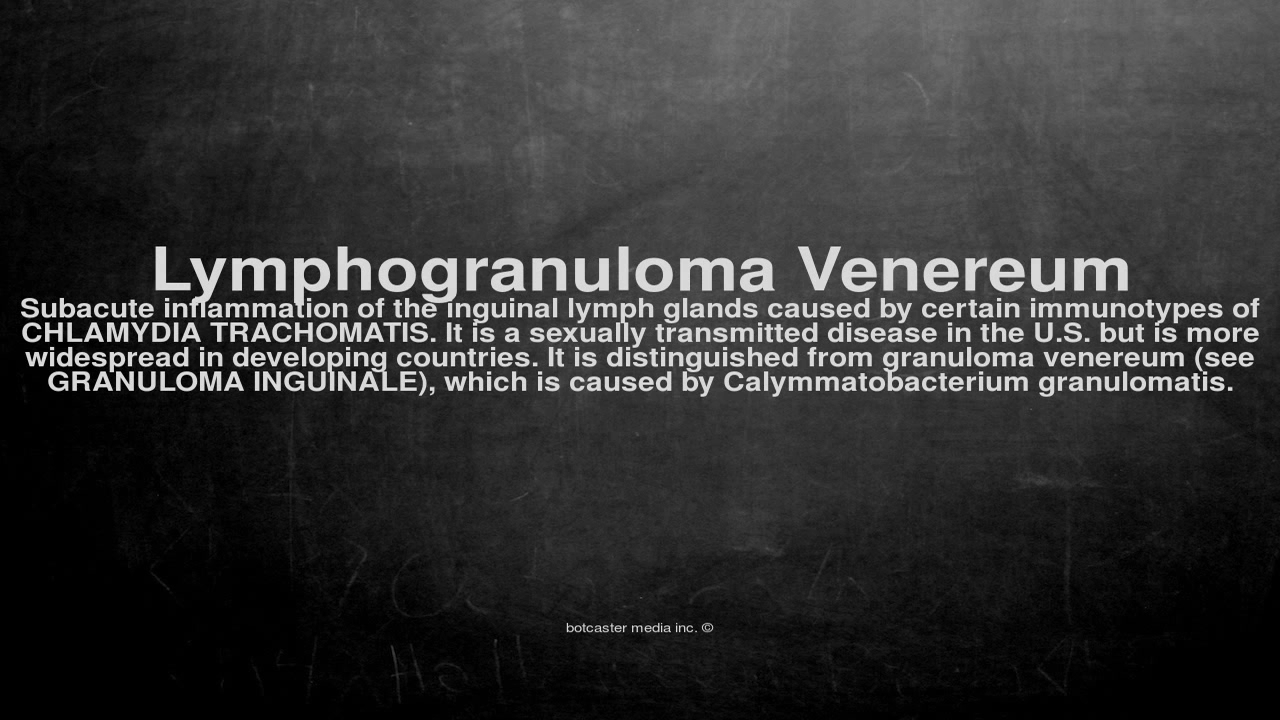 Lymphogranuloma Venereum
Subacute inflammation of the inguinal lymph glands caused by certain immunotypes of
CHLAMYDIA TRACHOMATIS. It is a sexually transmitted disease in the U.S. but is more
widespread in developing countries. It is distinguished from granuloma venereum (see
GRANULOMA INGUINALE), which is caused by Calymmatobacterium granulomatis.
botcaster media inc. ©